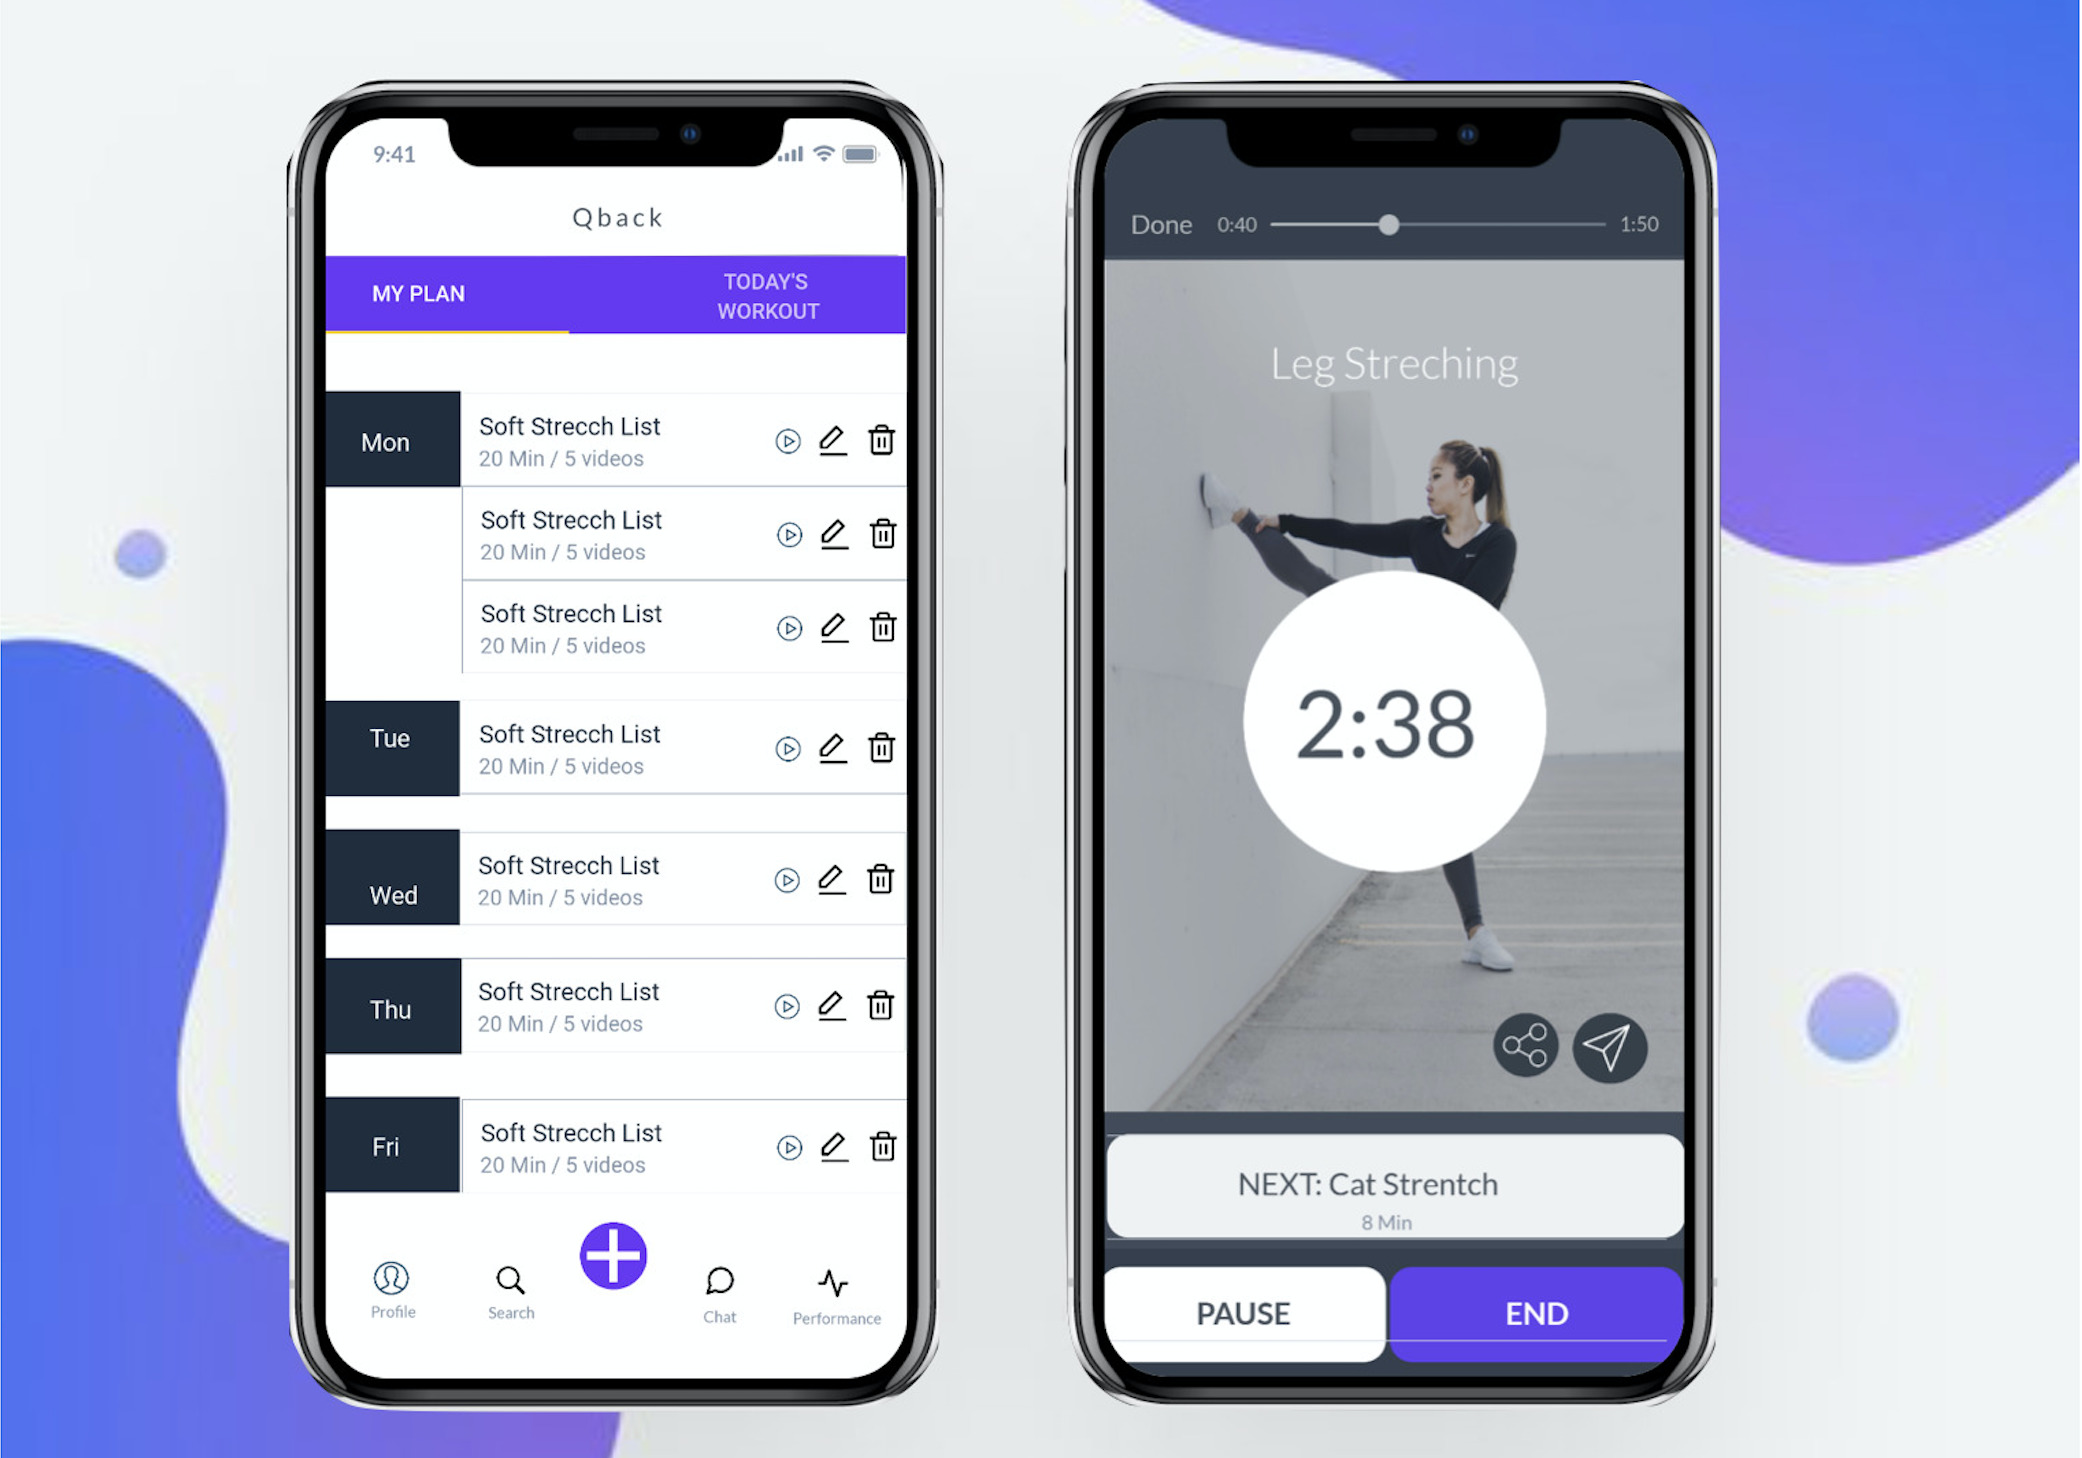 9:41
Qback
MY PLAN
TODAY'S
WORKOUT
Mon
Soft Strecch List
20 Min / 5 videos
Soft Strecch List
20 Min / 5 videos
Soft Strecch List
20 Min / 5 videos
Tue
Soft Strecch List
20 Min / 5 videos
Wed
Soft Strecch List
20 Min / 5 videos
Thu
Soft Strecch List
20 Min / 5 videos
Fri
Soft Strecch List
20 Min / 5 videos
Profile
Search
Chat
Performance
Done 0:40 1:50
Leg Streching
2:38
NEXT: Cat Strentch
8 Min
PAUSE
END